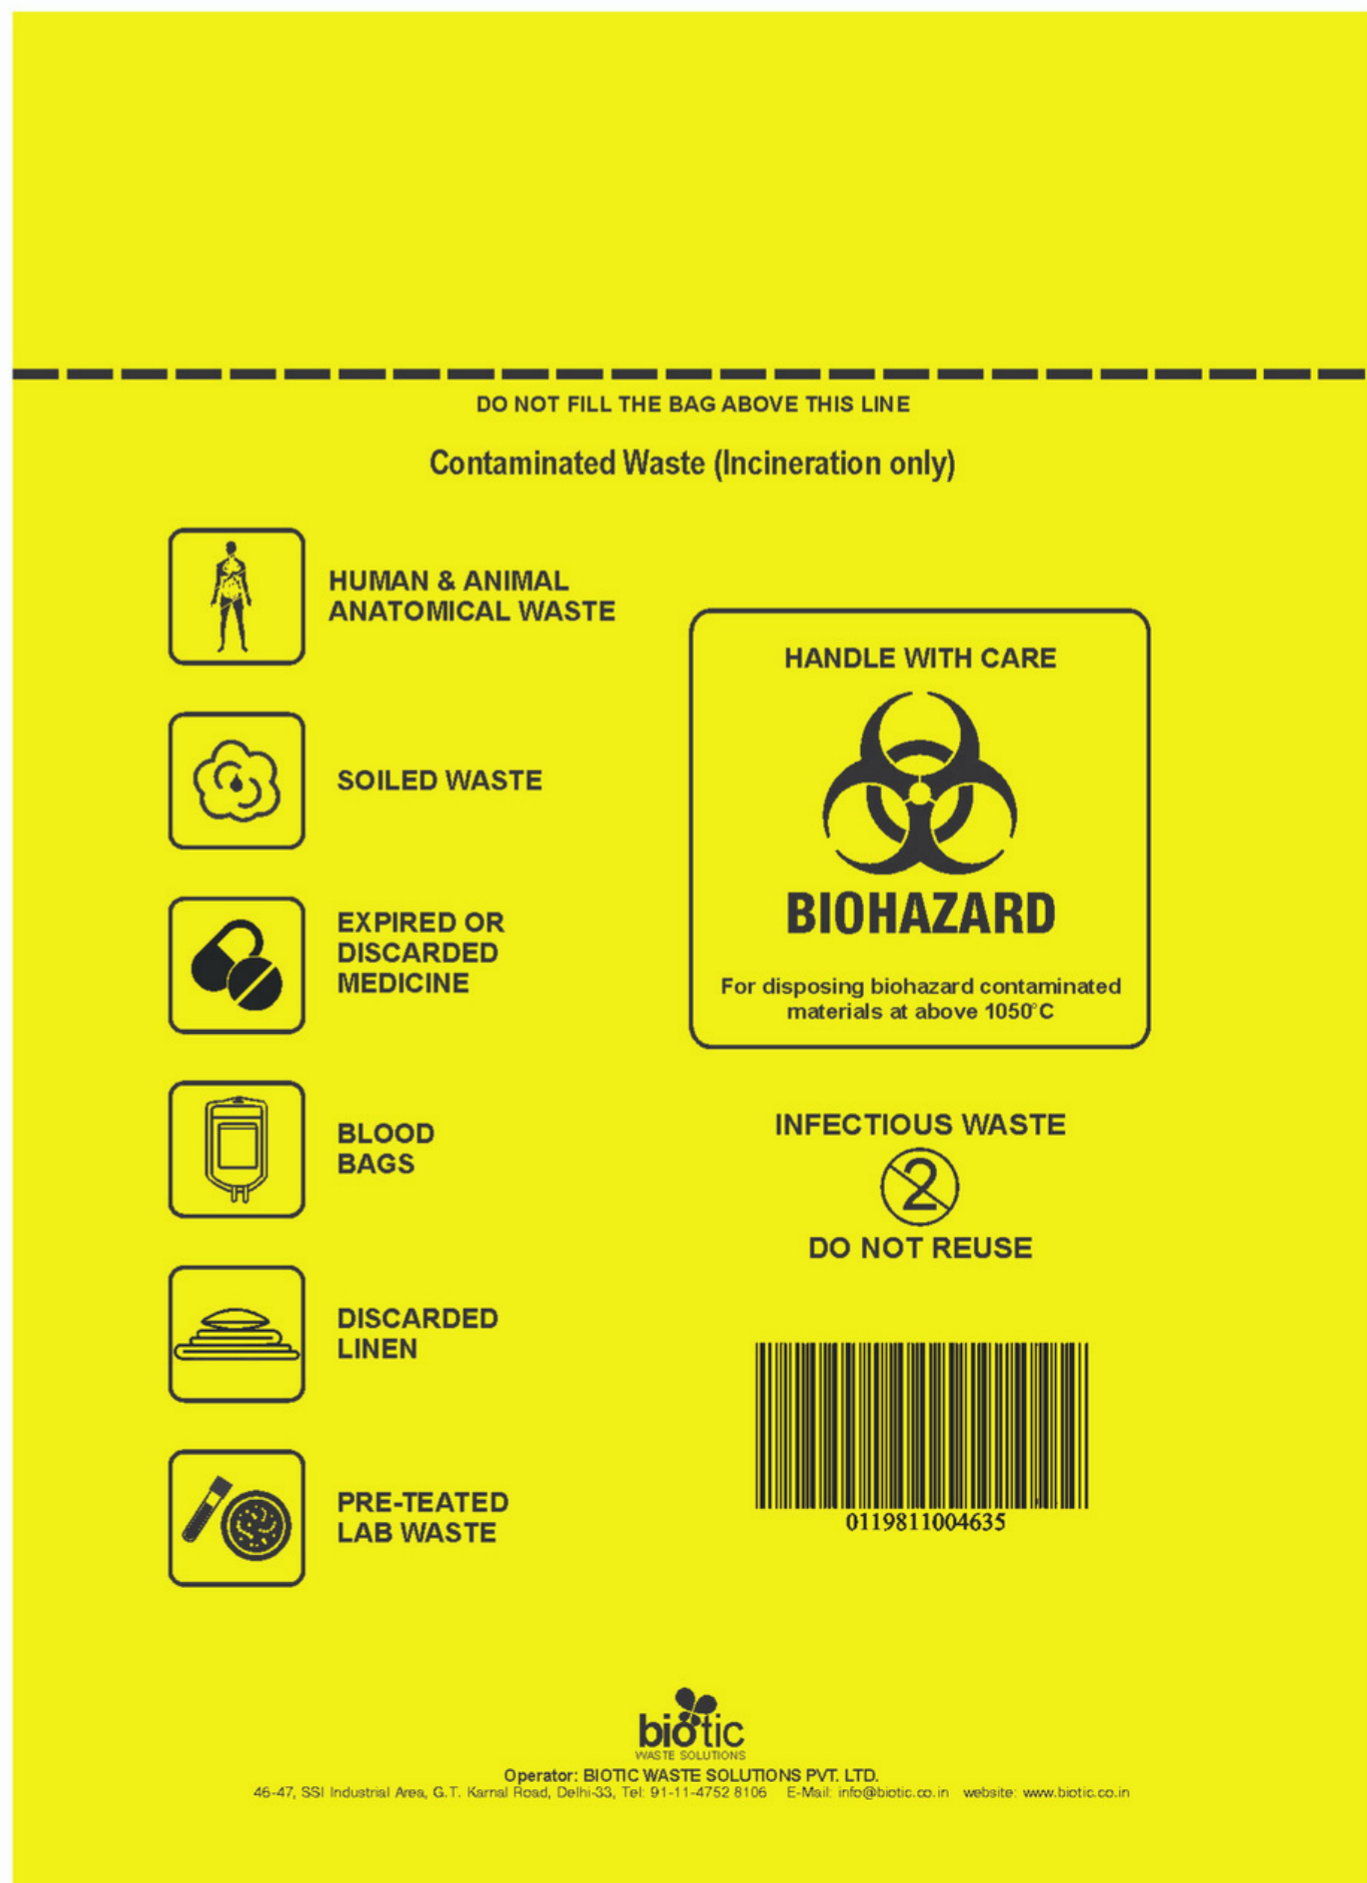 DO NOT FILL THE BAG ABOVE THIS LINE
Contaminated Waste (Incineration only)
HUMAN & ANIMAL
ANATOMICAL WASTE
SOILED WASTE
EXPIRED OR
DISCARDED
MEDICINE
BLOOD
BAGS
DISCARDED
LINEN
PRE-TEATED
LAB WASTE
HANDLE WITH CARE
BIOHAZARD
For disposing biohazard contaminated
materials at above 1050°C
INFECTIOUS WASTE
2
DO NOT REUSE
0119811004635
biotic
WASTE SOLUTIONS
Operator: BIOTIC WASTE SOLUTIONS PVT. LTD.
46-47, SSI Industrial Area, G.T. Karnal Road, Delhi-33, Tel: 91-11-4752 8106 E-Mail: info@biotic.co.in website: www.biotic.co.in